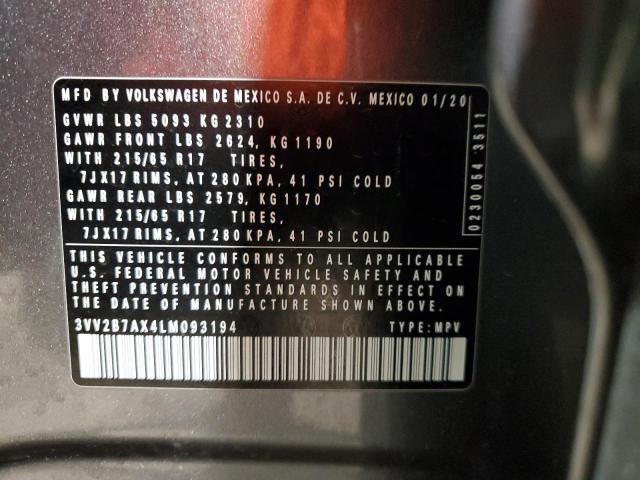 MFD BY VOLKSWAGEN DE MEXICO S.A. DE C.V. MEXICO 01/20
GVWR LBS 5093 KG 2310
GAWR FRONT LBS 2624, KG 1190
WITH 215/65 R17 TIRES,
7JX17 RIMS, AT 280 KPA, 41 PSI COLD
GAWR REAR LBS 2579, KG 1170
WITH 215/65 R17 TIRES,
7JX17 RIMS, AT 280 KPA, 41 PSI COLD
0230054 3511
THIS VEHICLE CONFORMS TO ALL APPLICABLE
U.S. FEDERAL MOTOR VEHICLE SAFETY AND
THEFT PREVENTION STANDARDS IN EFFECT ON
THE DATE OF MANUFACTURE SHOWN ABOVE.
3VV2B7AX4LM093194 TYPE: MPV